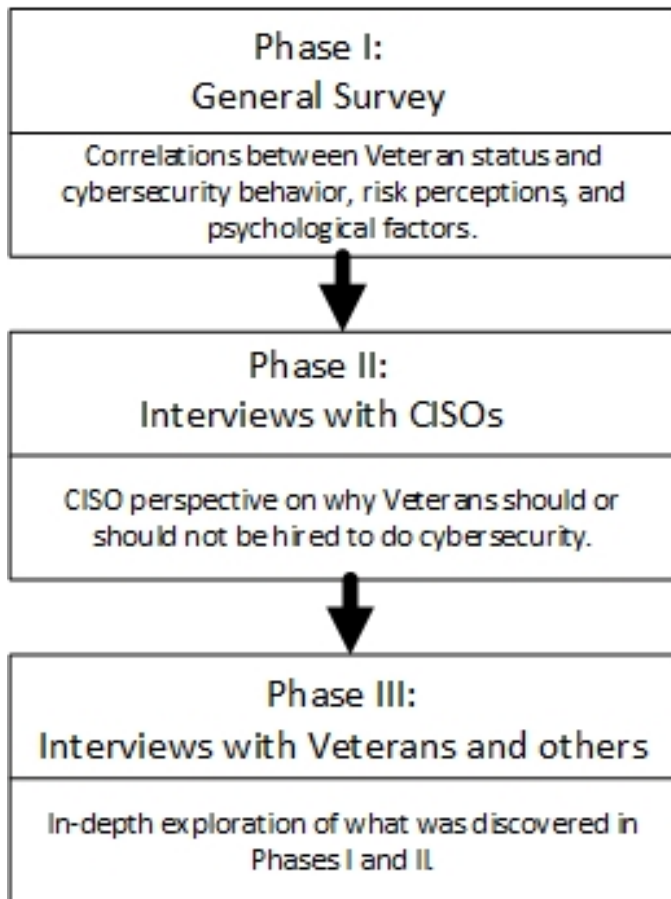 Phase I:
General Survey
Correlations between Veteran status and
cybersecurity behavior, risk perceptions, and
psychological factors.
Phase II:
Interviews with CISOs
CISO perspective on why Veterans should or
should not be hired to do cybersecurity.
Phase III:
Interviews with Veterans and others
In-depth exploration of what was discovered in
Phases I and II.